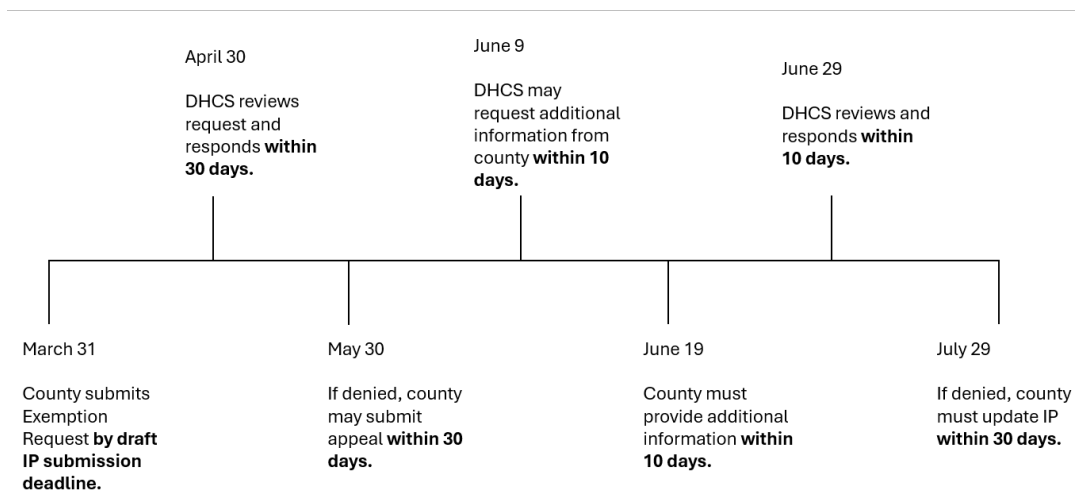 April 30
DHCS reviews
request and
responds within
30 days.
June 9
DHCS may
request additional
information from
county within 10
days.
June 29
DHCS reviews and
responds within
10 days.
March 31
County submits
Exemption
Request by draft
IP submission
deadline.
May 30
If denied, county
may submit
appeal within 30
days.
June 19
County must
provide additional
information within
10 days.
July 29
If denied, county
must update IP
within 30 days.